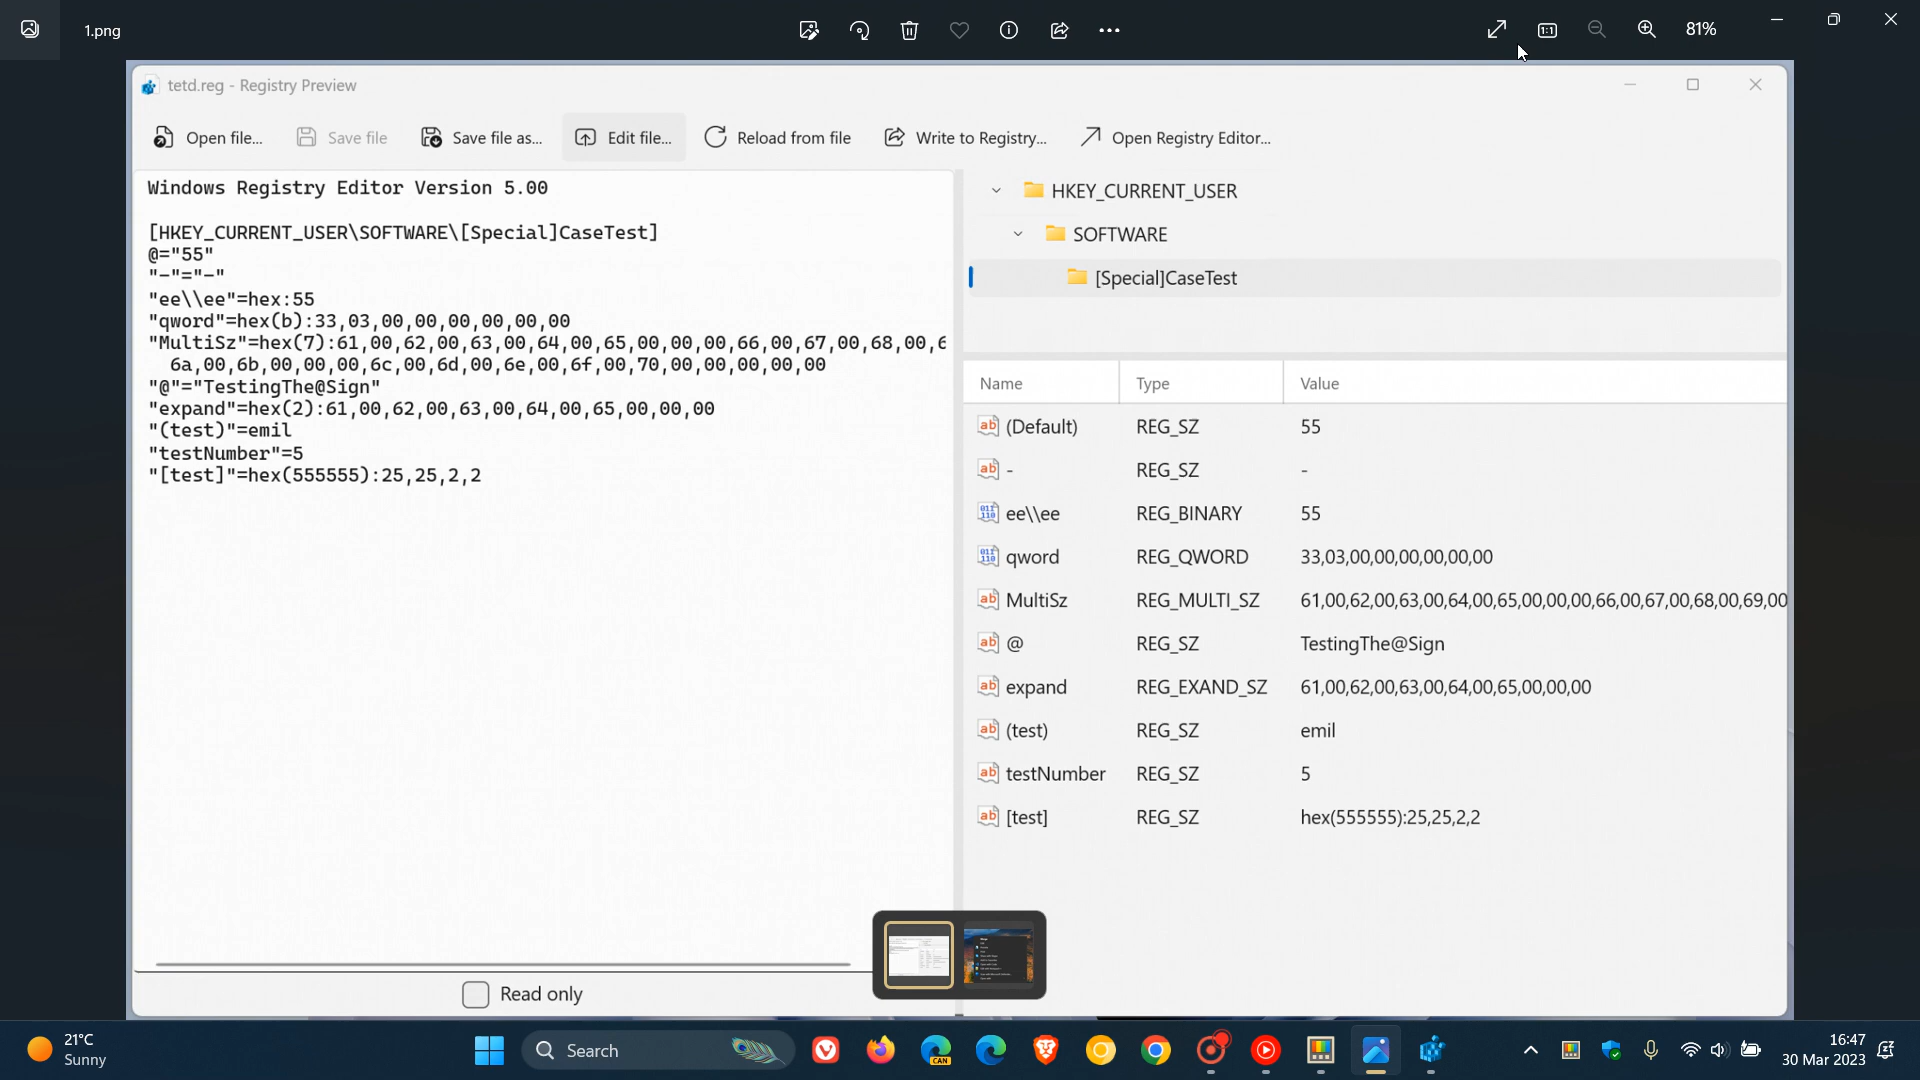 1.png
81%
tetd.reg - Registry Preview
Open file...
Save file
Save file as...
Edit file...
Reload from file
Write to Registry...
Open Registry Editor...
Windows Registry Editor Version 5.00
[HKEY_CURRENT_USER\SOFTWARE\[Special]CaseTest]
@="55"
"-"="-"
"ee\\ee"=hex:55
"qword"=hex(b):33,03,00,00,00,00,00,00
"MultiSz"=hex(7):61,00,62,00,63,00,64,00,65,00,00,00,66,00,67,00,68,00,6
6a,00,6b,00,00,00,6c,00,6d,00,6e,00,6f,00,70,00,00,00,00,00
"@"="TestingThe@Sign"
"expand"=hex(2):61,00,62,00,63,00,64,00,65,00,00,00
"(test)"=emil
"testNumber"=5
"[test]"=hex(555555):25,25,2,2
Read only
HKEY_CURRENT_USER
SOFTWARE
[Special]CaseTest
Name Type Value
(Default) REG_SZ 55
- REG_SZ -
ee\\ee REG_BINARY 55
qword REG_QWORD 33,03,00,00,00,00,00,00
MultiSz REG_MULTI_SZ 61,00,62,00,63,00,64,00,65,00,00,00,66,00,67,00,68,00,69,00
@ REG_SZ TestingThe@Sign
expand REG_EXAND_SZ 61,00,62,00,63,00,64,00,65,00,00,00
(test) REG_SZ emil
testNumber REG_SZ 5
[test] REG_SZ hex(555555):25,25,2,2
21°C
Sunny
Search
CAN
16:47
30 Mar 2023